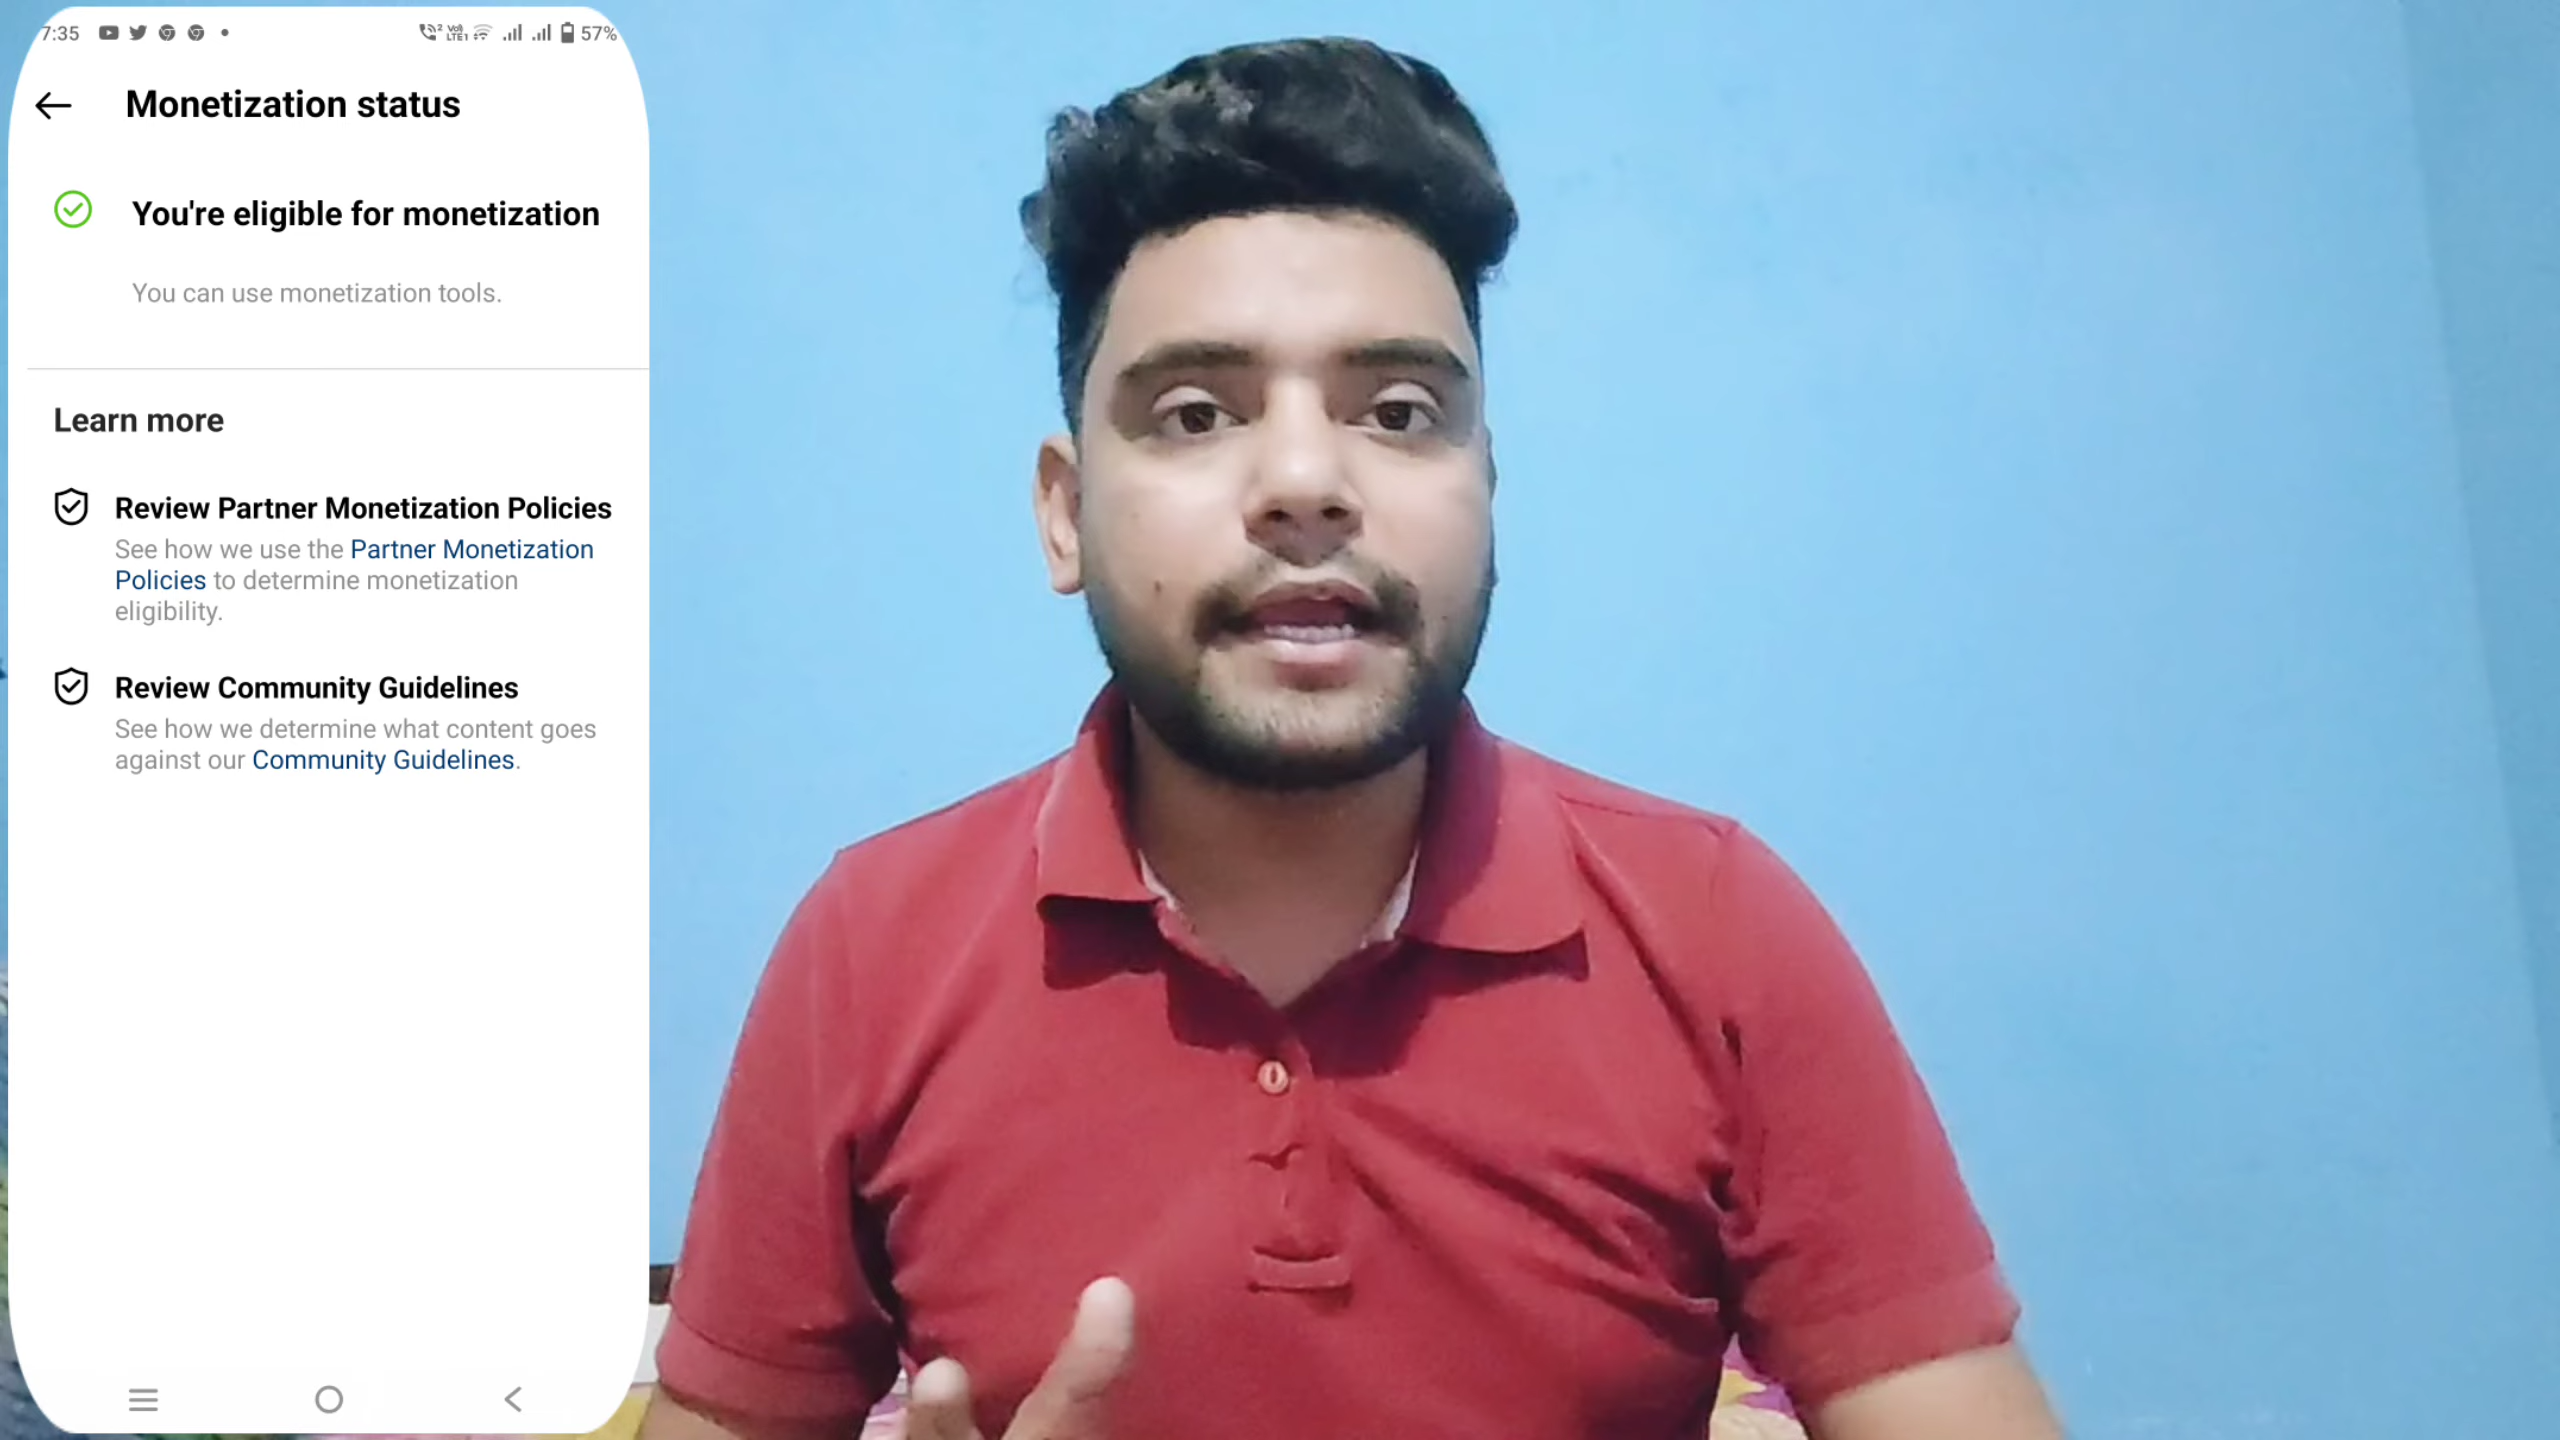 7:35 57%
Monetization status
You're eligible for monetization
You can use monetization tools.
Learn more
Review Partner Monetization Policies
See how we use the Partner Monetization
Policies to determine monetization
eligibility.
Review Community Guidelines
See how we determine what content goes
against our Community Guidelines.